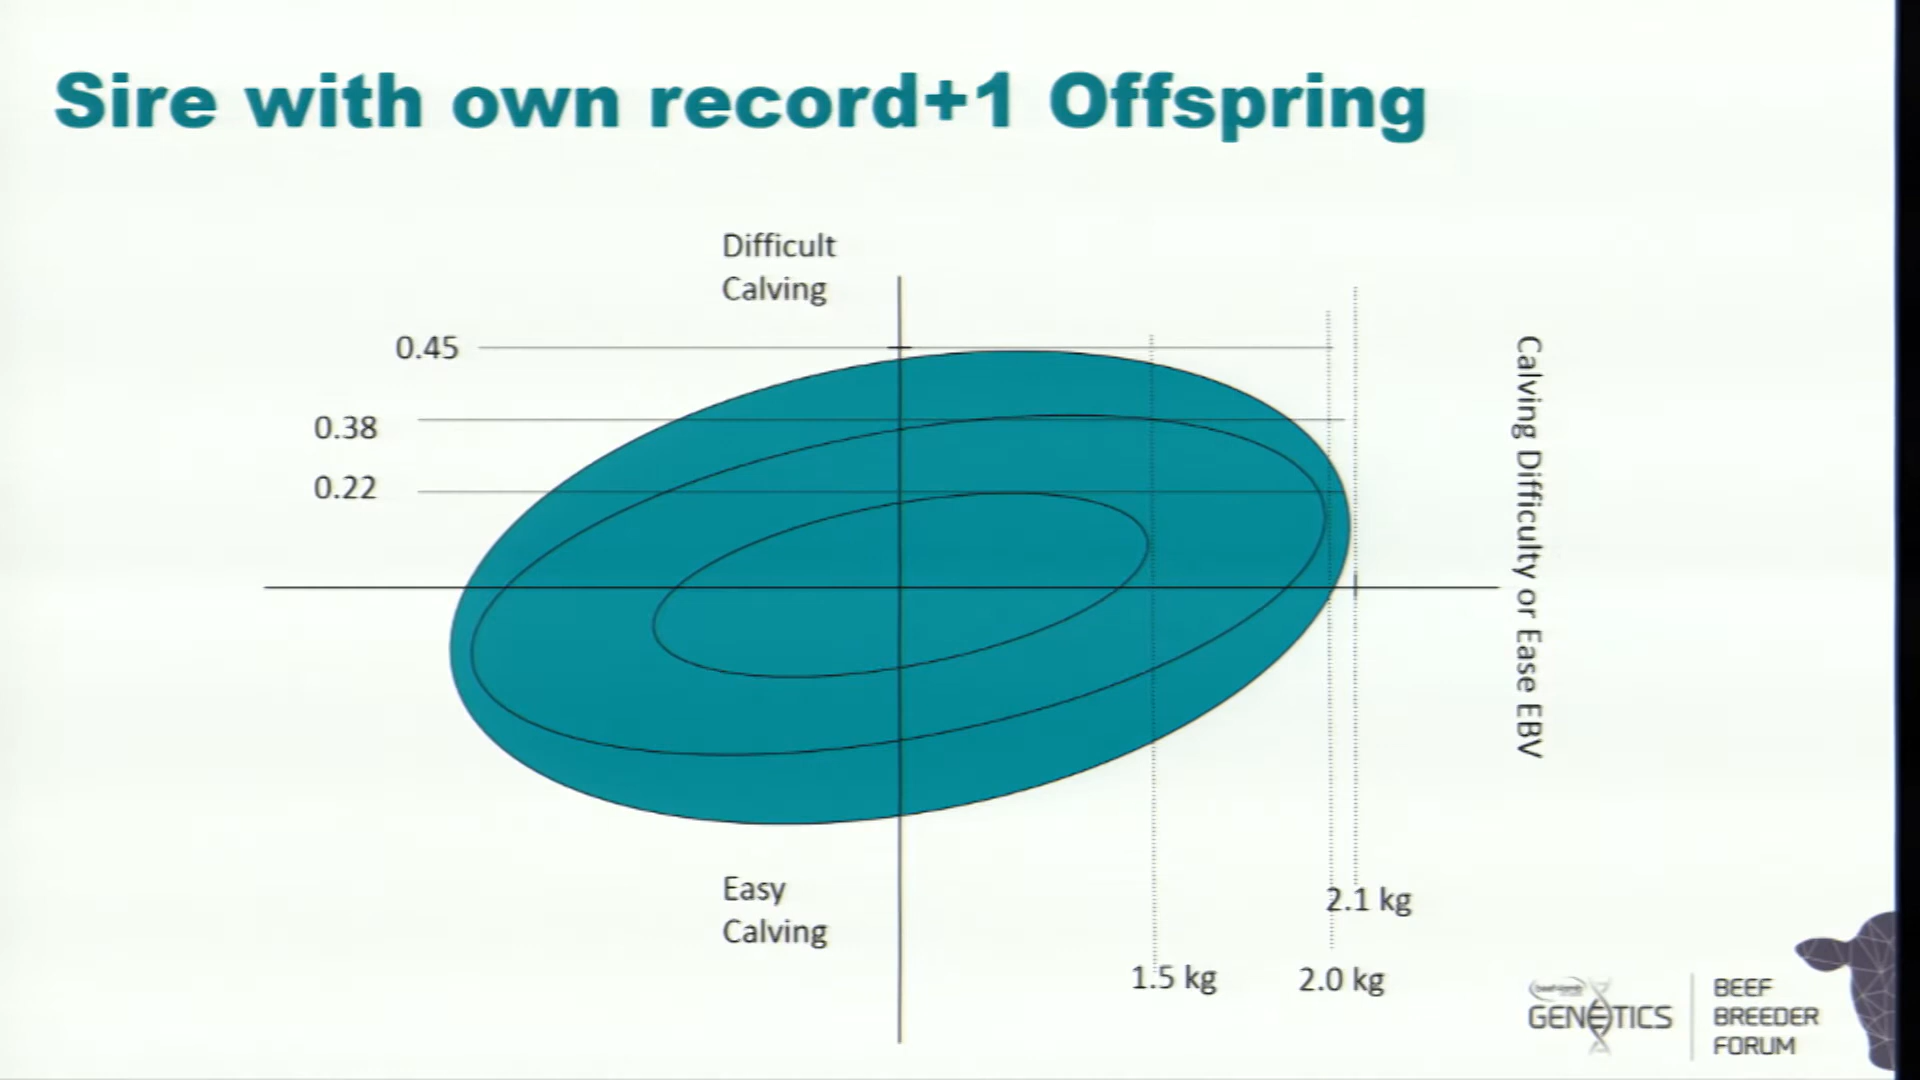 Sire with own record+1 Offspring
Difficult
Calving
0.45
0.38
0.22
Calving Difficulty or Ease EBV
Easy
Calving
2.1 kg
1.5 kg
2.0 kg
GENETICS
BEEF
BREEDER
FORUM